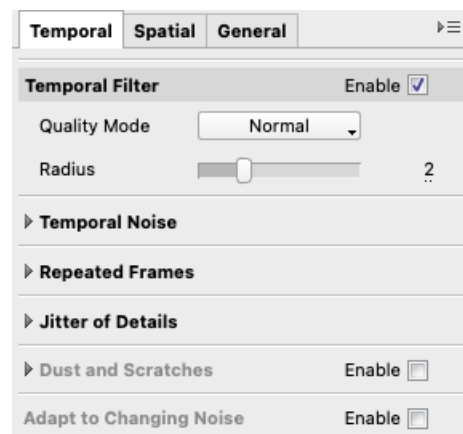 Temporal Spatial General
Temporal Filter Enable
Quality Mode Normal
Radius 2
Temporal Noise
Repeated Frames
Jitter of Details
Dust and Scratches Enable
Adapt to Changing Noise Enable